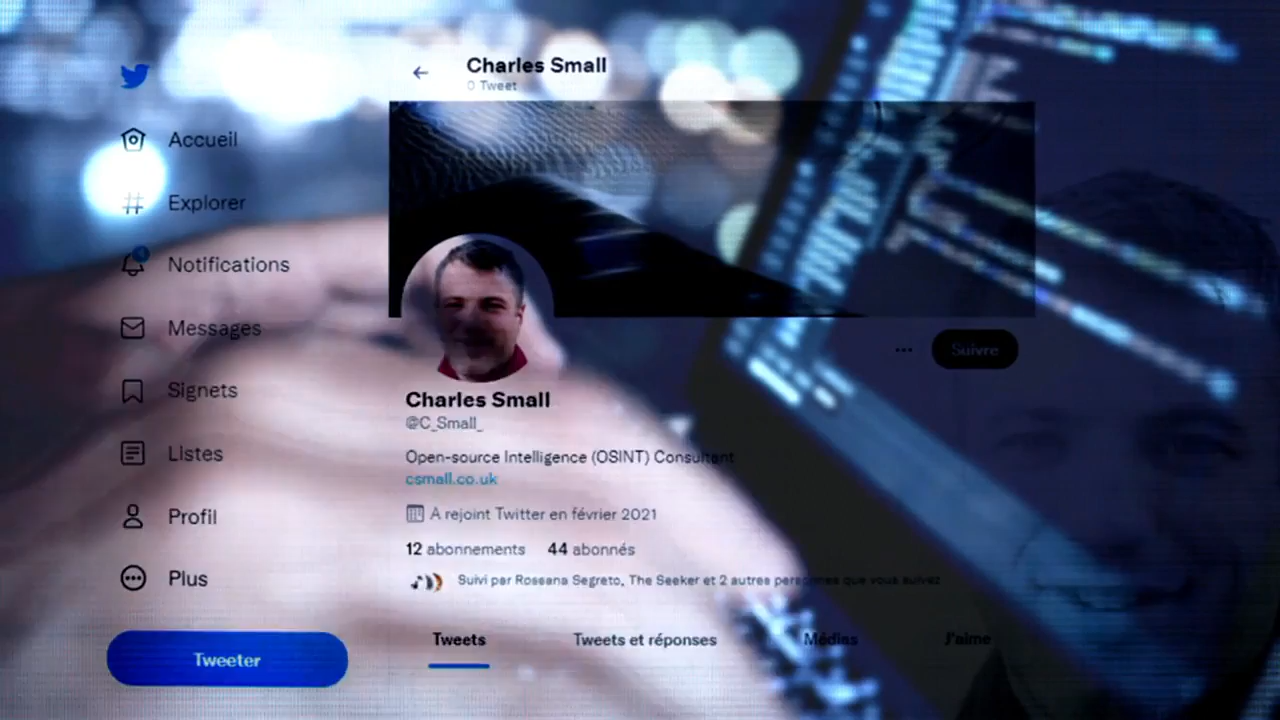 Charles Small
0 Tweet
Accueil
Explorer
Notifications
Messages
Signets
Listes
Profil
Plus
Tweeter
Suivre
Charles Small
@C_Small_
Open-source Intelligence (OSINT) Consultant
csmall.co.uk
A rejoint Twitter en février 2021
12 abonnements 44 abonnés
Suivi par Roseana Segreto, The Seeker et 2 autres personnes que vous suivez
Tweets Tweets et réponses Médias J'aime